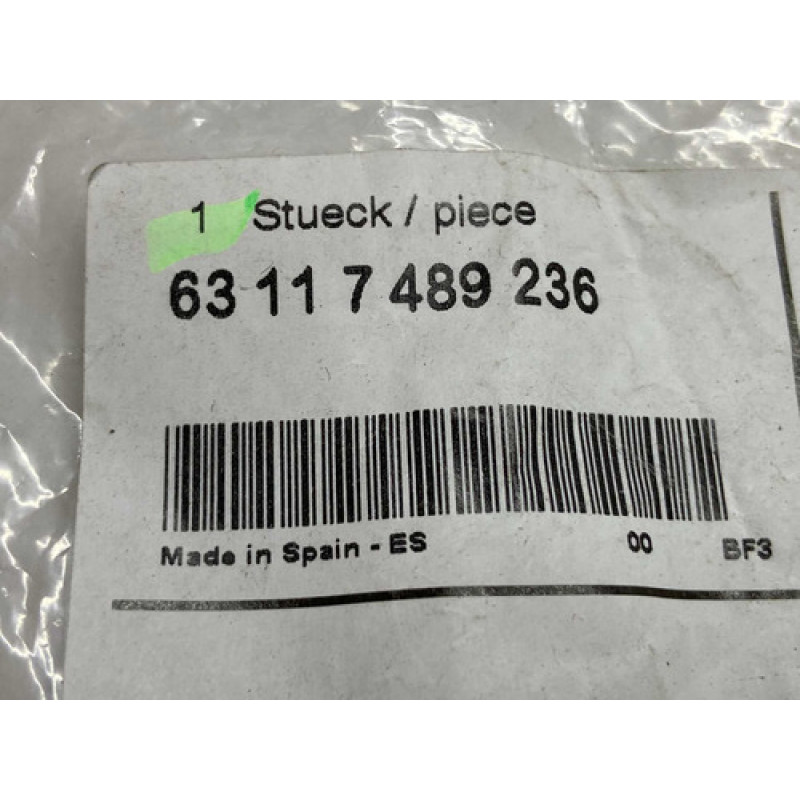 1 Stueck / piece
63 11 7 489 236
Made in Spain - ES 00 BF3